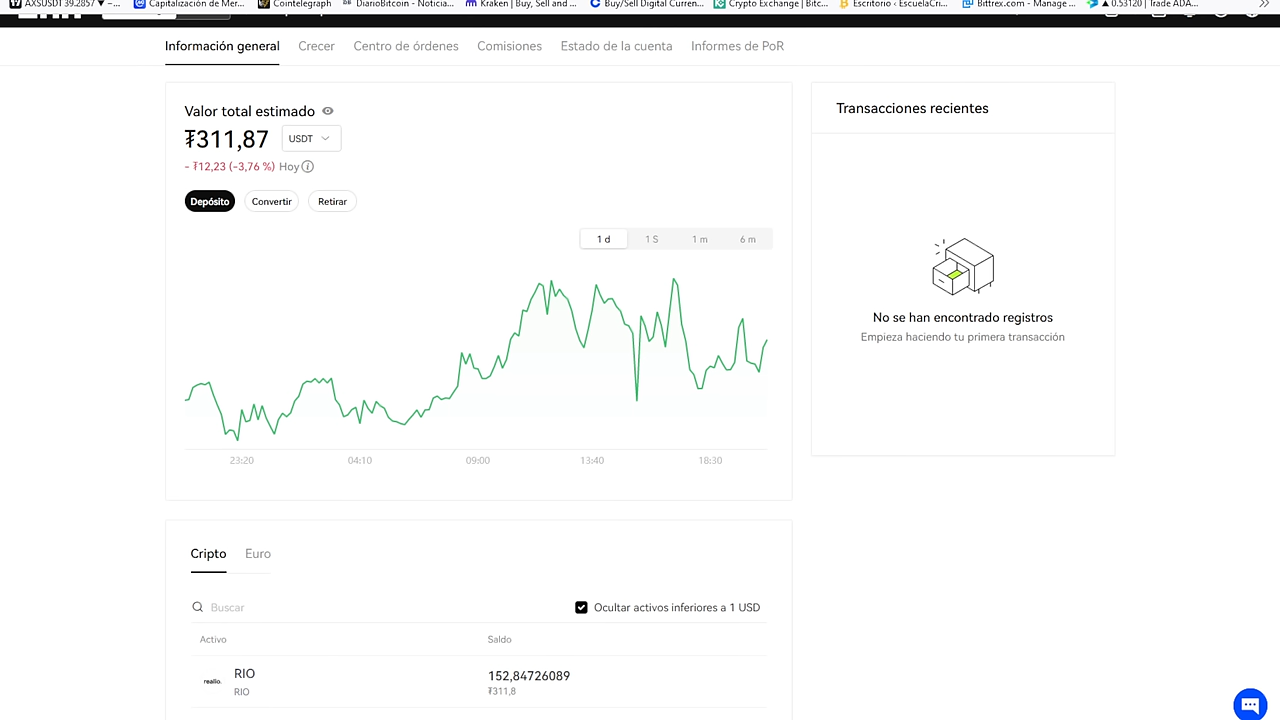 AXSUSDT 39.2857 ▼ −...
Capitalización de Mer...
Cointelegraph
DiarioBitcoin - Noticia...
Kraken | Buy, Sell and ...
Buy/Sell Digital Curren...
Crypto Exchange | Bitc...
Escritorio ‹ EscuelaCri...
Bittrex.com - Manage ...
▲ 0.53120 | Trade ADA...
Información general
Crecer
Centro de órdenes
Comisiones
Estado de la cuenta
Informes de PoR
Valor total estimado
₮311,87
USDT
- ₮12,23 (-3,76 %) Hoy
Depósito
Convertir
Retirar
1 d
1 S
1 m
6 m
23:20
04:10
09:00
13:40
18:30
Transacciones recientes
No se han encontrado registros
Empieza haciendo tu primera transacción
Cripto
Euro
Buscar
Ocultar activos inferiores a 1 USD
Activo
Saldo
realio.
RIO
152,84726089
RIO
₮311,8